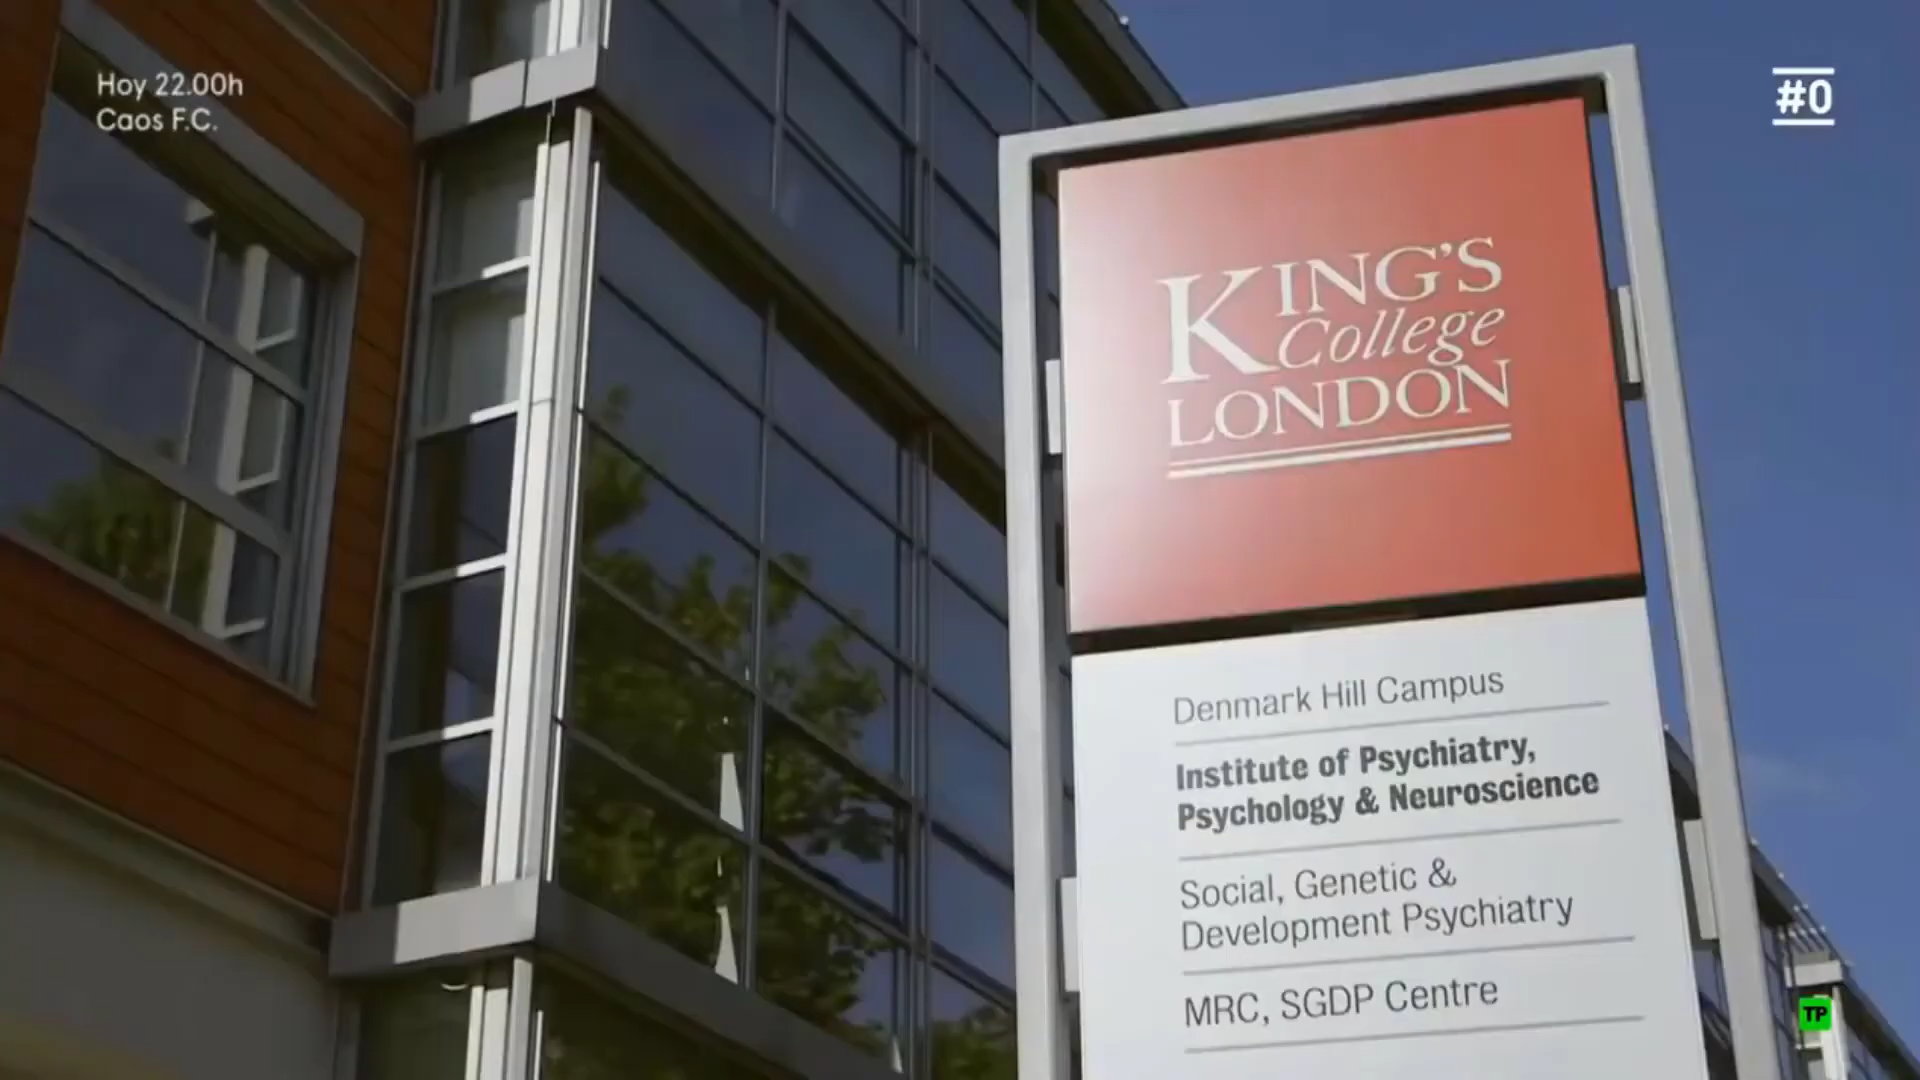 Hoy 22.00h
Caos F.C.
#0
KING'S
College
LONDON
Denmark Hill Campus
Institute of Psychiatry,
Psychology & Neuroscience
Social, Genetic &
Development Psychiatry
MRC, SGDP Centre
TP